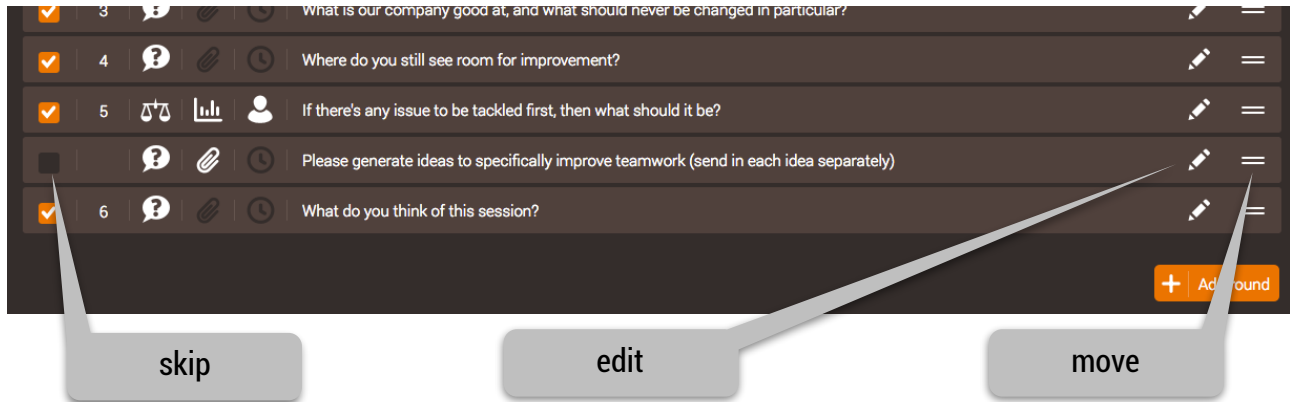 3 What is our company good at, and what should never be changed in particular?
4 Where do you still see room for improvement?
5 If there's any issue to be tackled first, then what should it be?
Please generate ideas to specifically improve teamwork (send in each idea separately)
6 What do you think of this session?
round
skip edit move